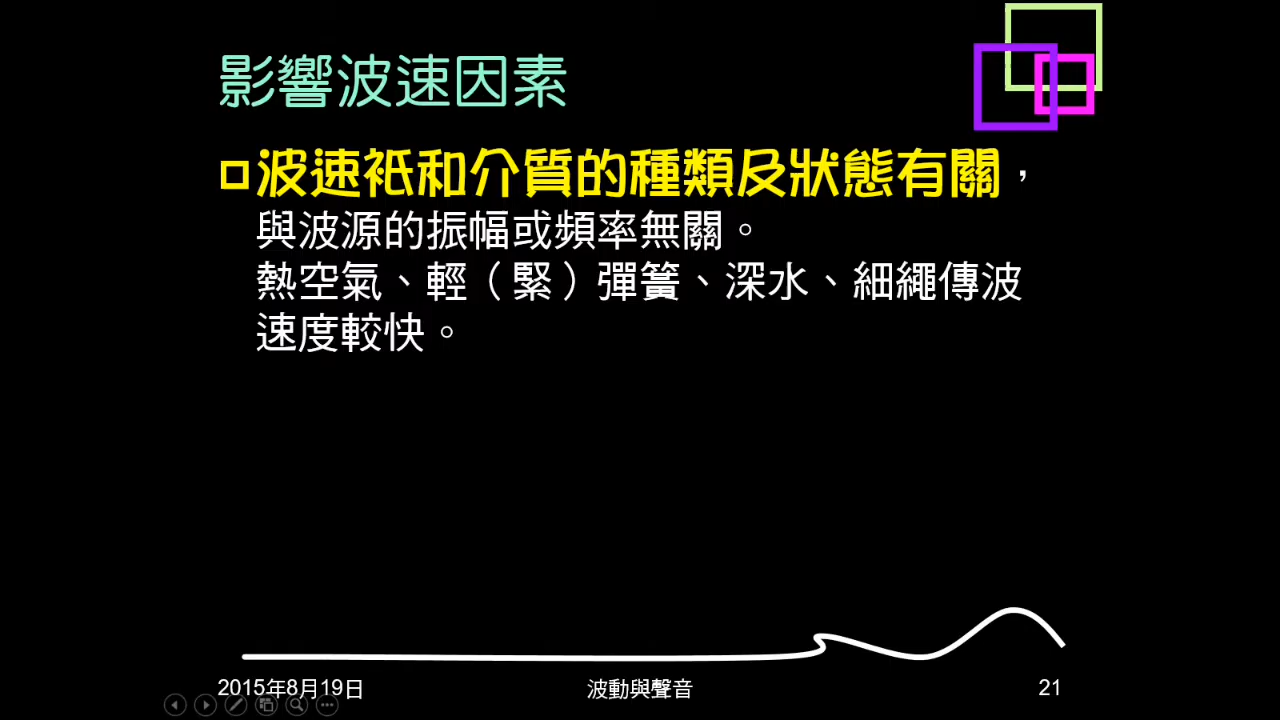 影響波速因素
波速祇和介質的種類及狀態有關，
與波源的振幅或頻率無關。
熱空氣、輕（緊）彈簧、深水、細繩傳波
速度較快。
2015年8月19日
波動與聲音
21